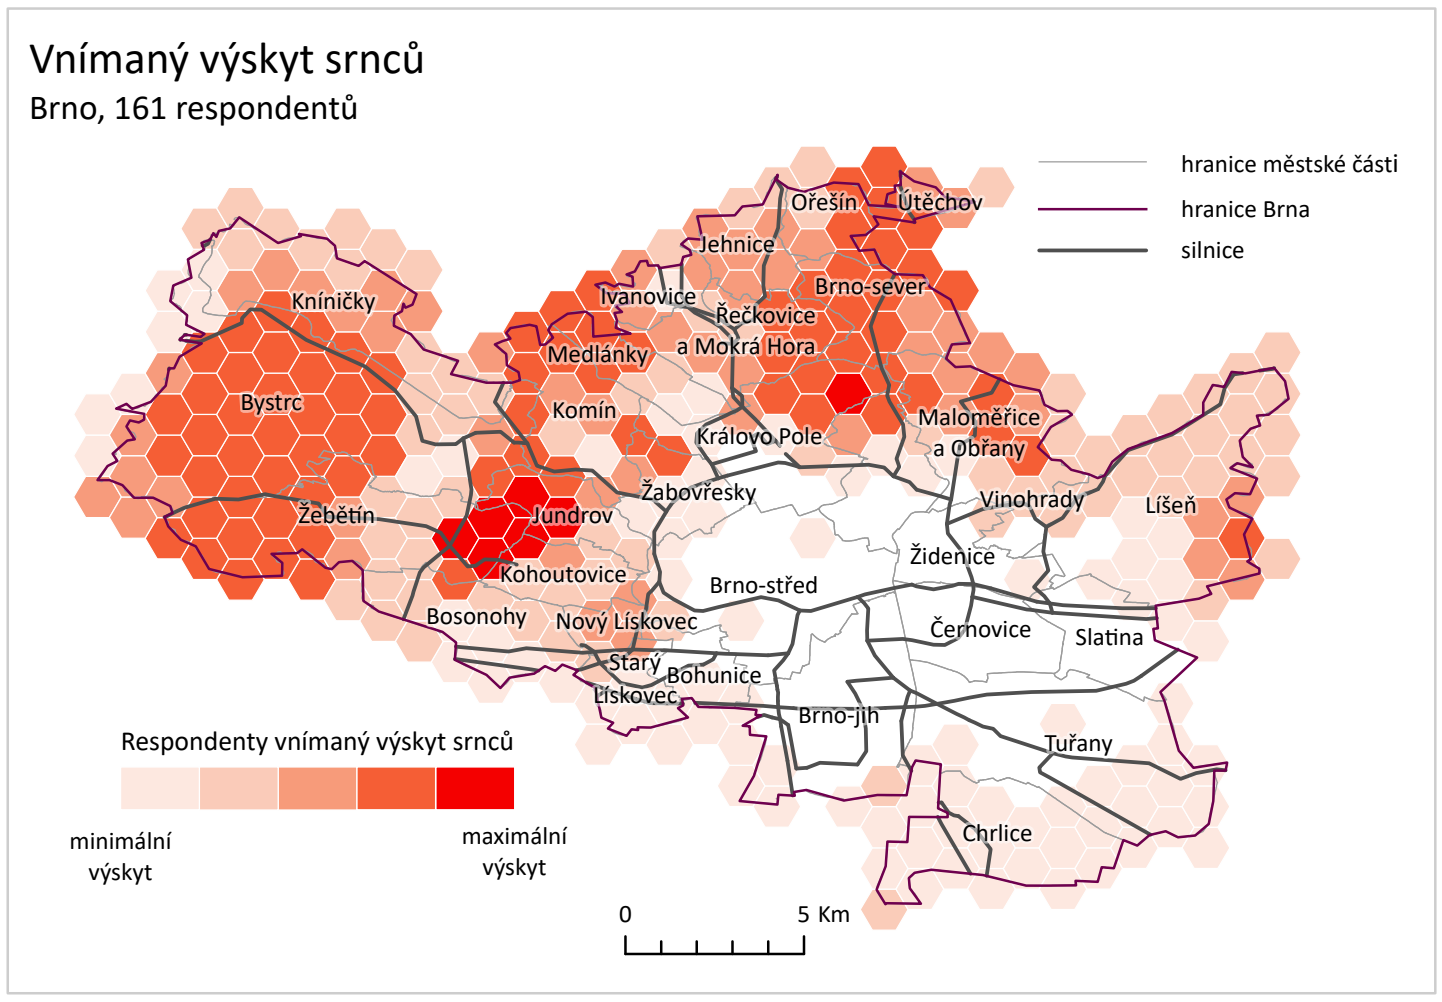 Vnímaný výskyt srnců
Brno, 161 respondentů
hranice městské části
hranice Brna
silnice
Ořešín
Útěchov
Jehnice
Brno-sever
Ivanovice
Kníničky
Řečkovice
a Mokrá Hora
Medlánky
Bystrc
Komín
Maloměřice
a Obřany
Královo Pole
Žabovřesky
Vinohrady
Líšeň
Žebětín
Jundrov
Židenice
Kohoutovice
Brno-střed
Bosonohy
Nový Lískovec
Černovice
Slatina
Starý
Lískovec
Bohunice
Brno-jih
Tuřany
Chrlice
Respondenty vnímaný výskyt srnců
minimální
výskyt
maximální
výskyt
0 5 Km